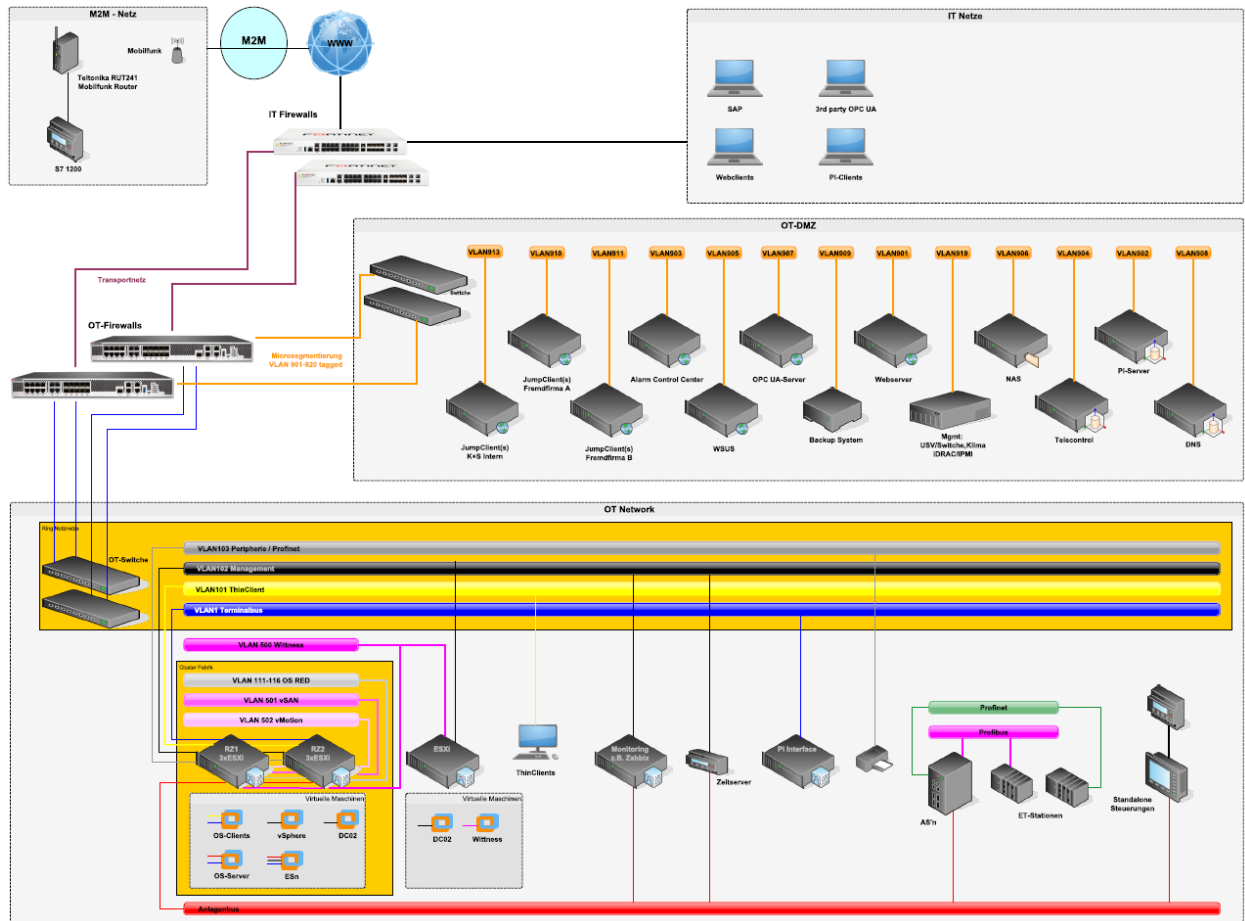 M2M - Netz
Mobilfunk
Teltonika RUT241
Mobilfunk Router
S7 1200
M2M
WWW
IT Firewalls
FORTINET
FORTINET
IT Netze
SAP
3rd party OPC UA
Webclients
PI-Clients
Transportnetz
OT-Firewalls
Microsegmentierung
VLAN 901-920 tagged
OT-DMZ
Switche
VLAN913
VLAN910
VLAN911
VLAN903
VLAN905
VLAN907
VLAN909
VLAN901
VLAN919
VLAN906
VLAN904
VLAN902
VLAN908
JumpClient(s)
Fremdfirma A
Alarm Control Center
OPC UA-Server
Webserver
NAS
PI-Server
JumpClient(s)
K+S Intern
JumpClient(s)
Fremdfirma B
WSUS
Backup System
Mgmt:
USV/Switche,Klima
iDRAC/IPMI
Telecontrol
DNS
OT Network
Ring Notznetze
OT-Switche
VLAN103 Peripherie / Profinet
VLAN102 Management
VLAN101 ThinClient
VLAN1 Terminalbus
VLAN 500 Wittness
Cluster Fabrik
VLAN 111-116 OS RED
VLAN 501 vSAN
VLAN 502 vMotion
RZ1
3xESXi
RZ2
3xESXi
ESXi
ThinClients
Monitoring
z.B. Zabbix
Zeitserver
PI Interface
Profinet
Profibus
AS'n
ET-Stationen
Standalone
Steuerungen
Virtuelle Maschinen
OS-Clients
vSphere
DC02
OS-Server
ESn
Virtuelle Maschinen
DC02
Wittness
Anlagenbus